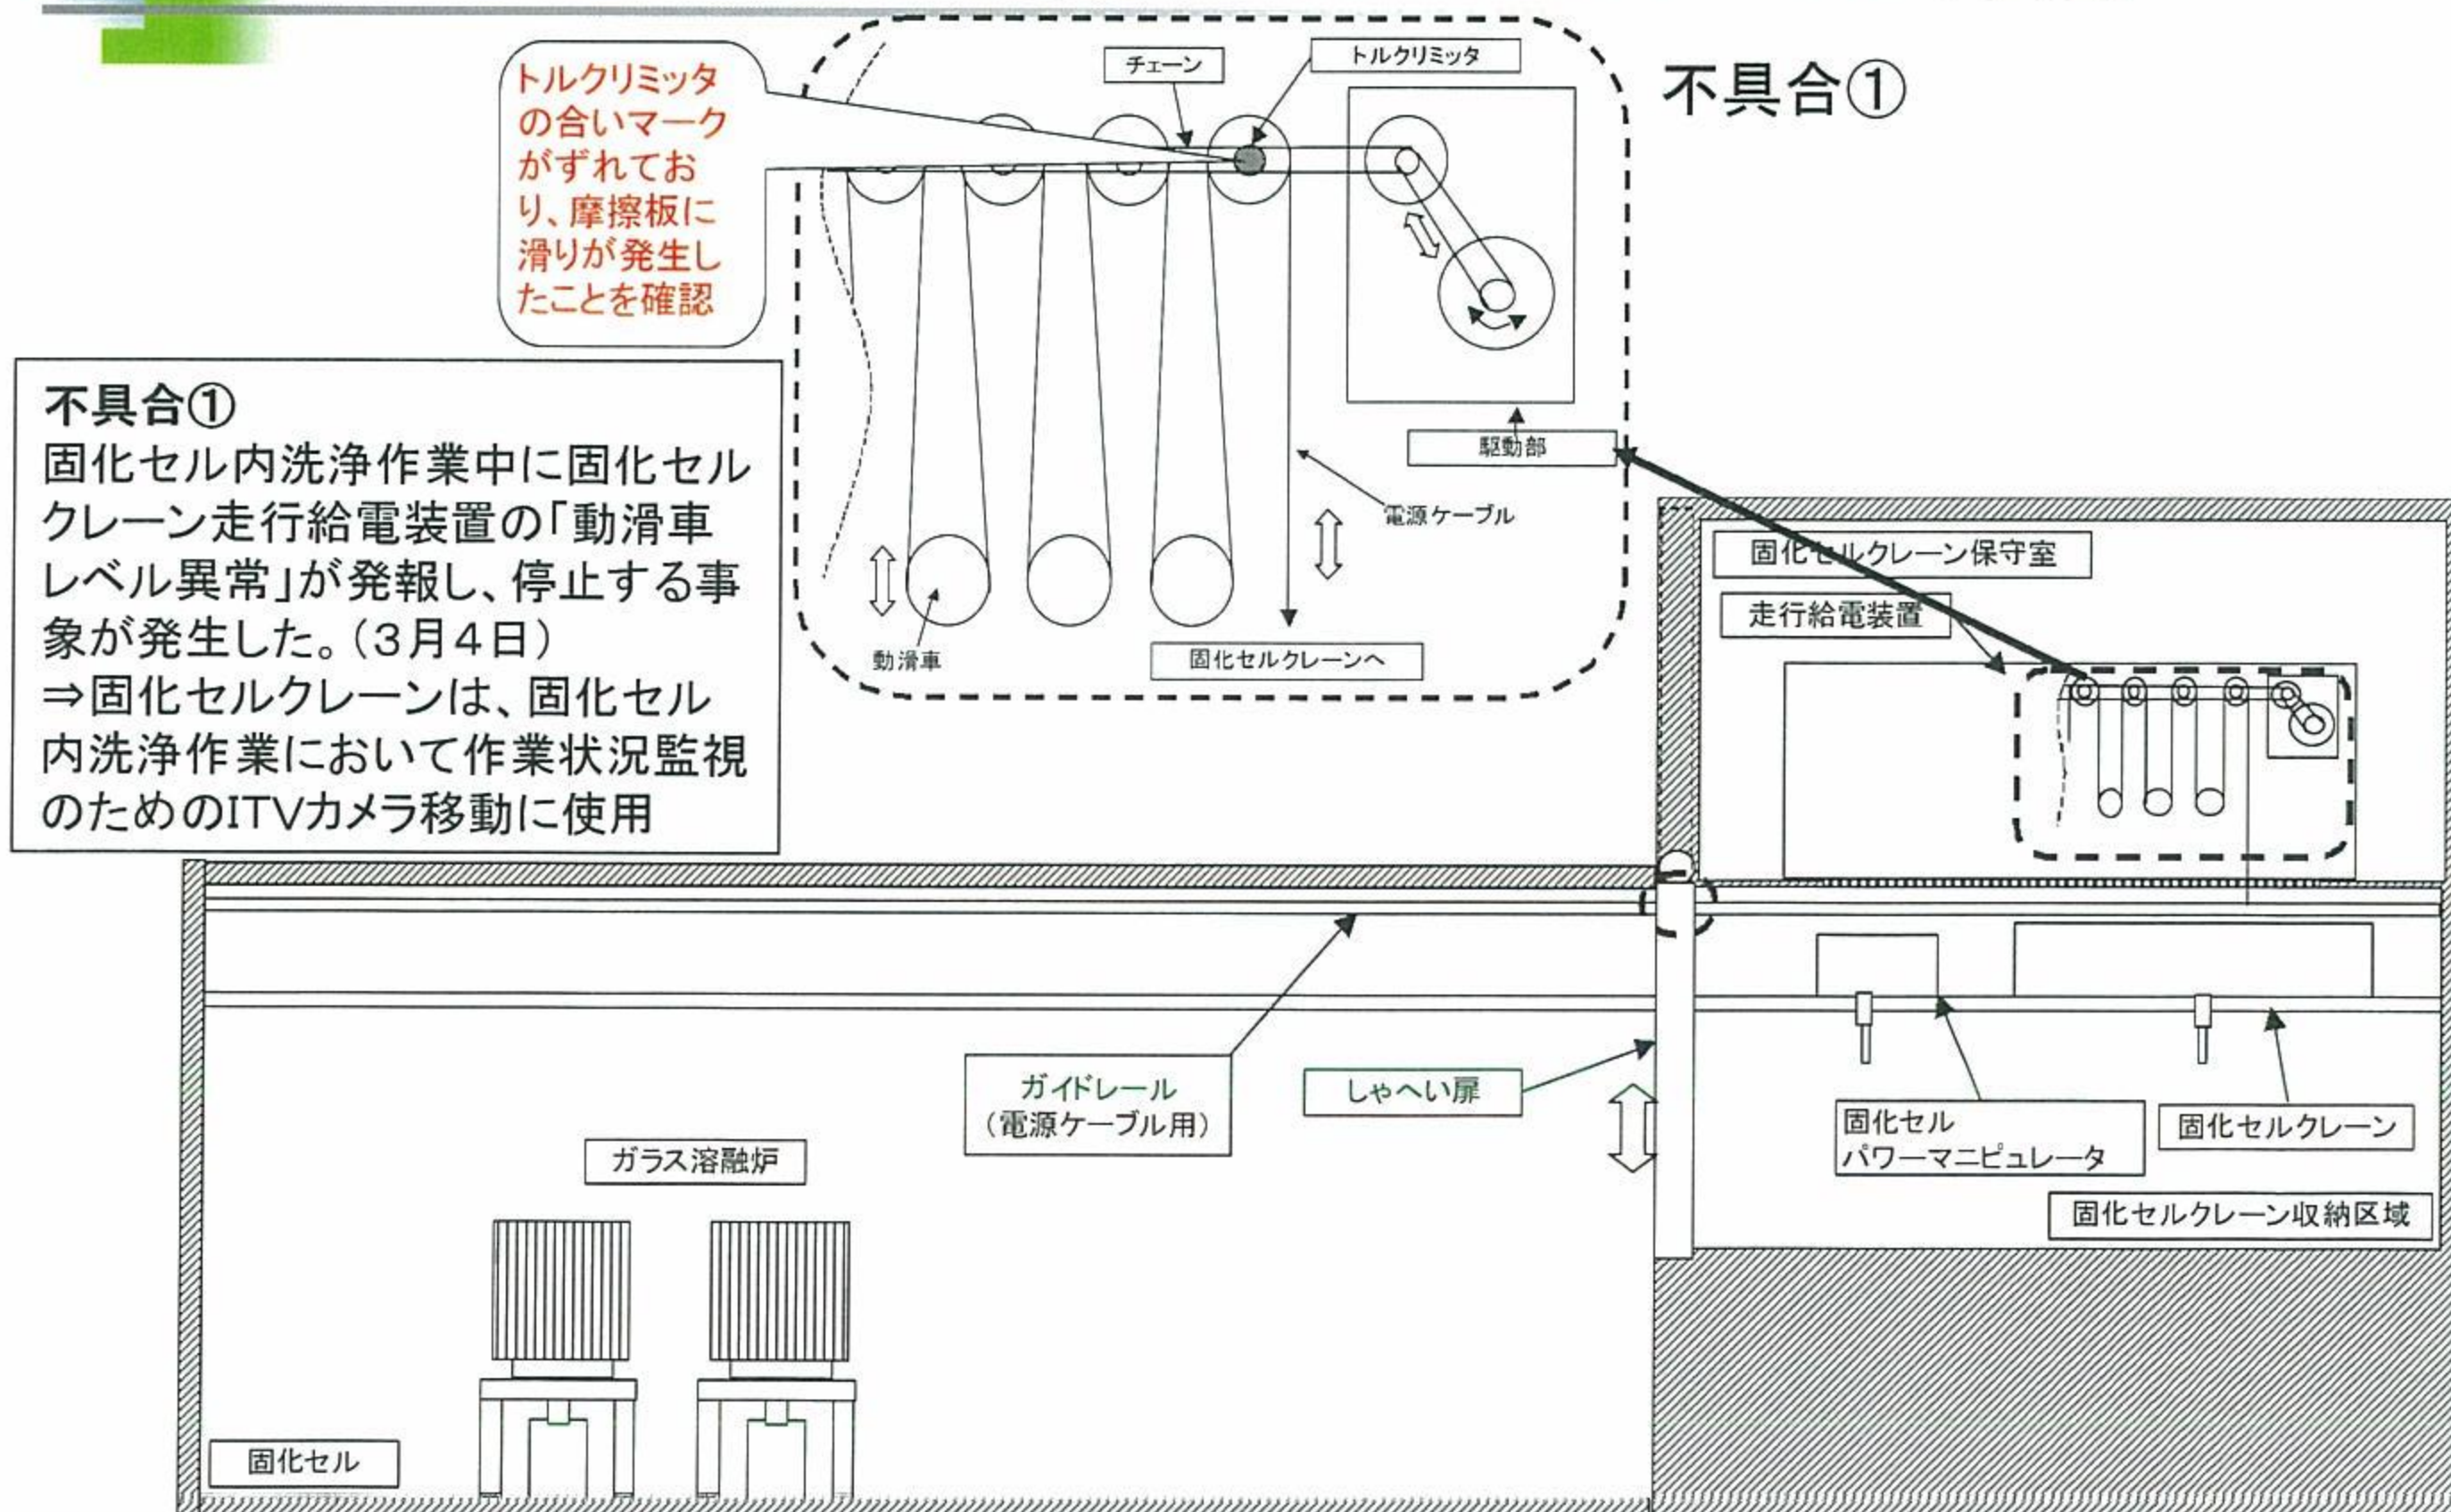 不具合①
トルクリミッタ
の合いマーク
がずれてお
り、摩擦板に
滑りが発生し
たことを確認
チェーン
トルクリミッタ
駆動部
電源ケーブル
動滑車
固化セルクレーンへ
不具合①
固化セル内洗浄作業中に固化セル
クレーン走行給電装置の「動滑車
レベル異常」が発報し、停止する事
象が発生した。（３月４日）
⇒固化セルクレーンは、固化セル
内洗浄作業において作業状況監視
のためのITVカメラ移動に使用
固化セルクレーン保守室
走行給電装置
ガイドレール
（電源ケーブル用）
しゃへい扉
固化セル
パワーマニピュレータ
固化セルクレーン
固化セルクレーン収納区域
ガラス溶融炉
固化セル